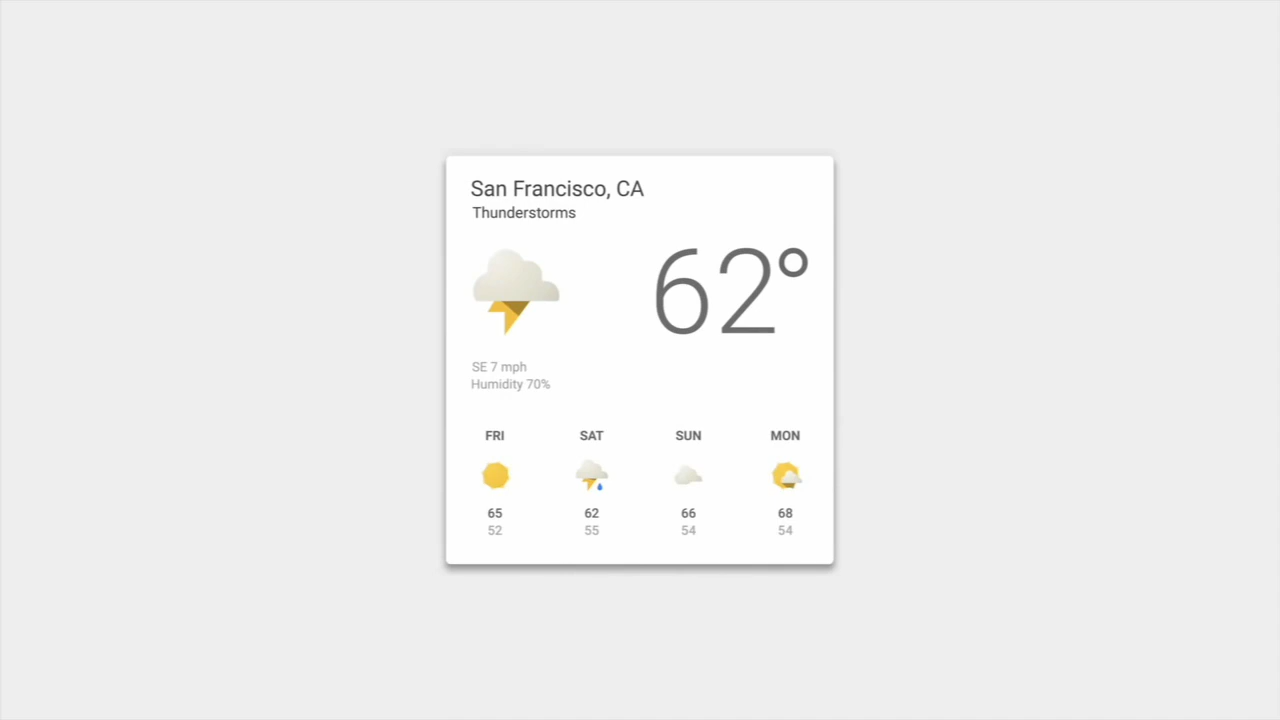 San Francisco, CA
Thunderstorms
62°
SE 7 mph
Humidity 70%
FRI SAT SUN MON
65 62 66 68
52 55 54 54